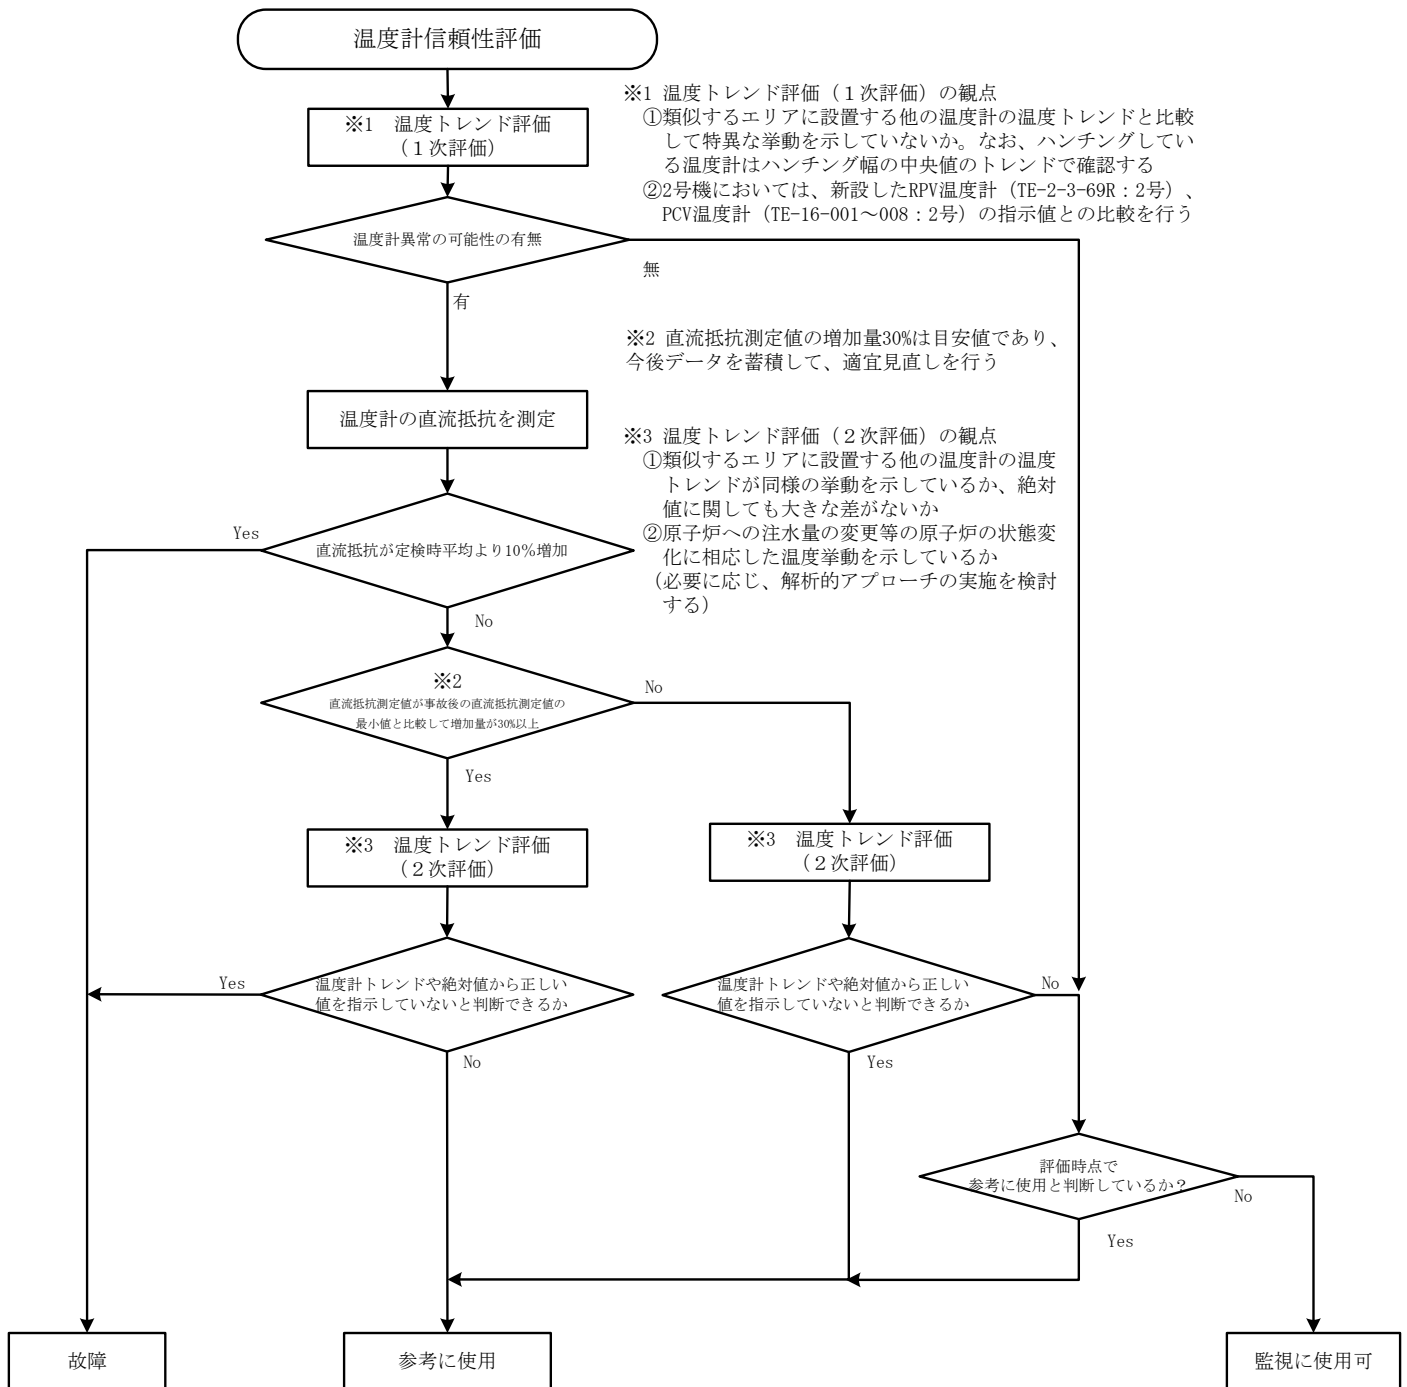 温度計信頼性評価
※1 温度トレンド評価
(1次評価)
※1 温度トレンド評価(1次評価)の観点
①類似するエリアに設置する他の温度計の温度トレンドと比較
して特異な挙動を示していないか。なお、ハンチングしてい
る温度計はハンチング幅の中央値のトレンドで確認する
②2号機においては、新設したRPV温度計(TE-2-3-69R:2号)、
PCV温度計(TE-16-001~008:2号)の指示値との比較を行う
温度計異常の可能性の有無
無
有
※2 直流抵抗測定値の増加量30%は目安値であり、
今後データを蓄積して、適宜見直しを行う
温度計の直流抵抗を測定
※3 温度トレンド評価(2次評価)の観点
①類似するエリアに設置する他の温度計の温度
トレンドが同様の挙動を示しているか、絶対
値に関しても大きな差がないか
②原子炉への注水量の変更等の原子炉の状態変
化に相応した温度挙動を示しているか
(必要に応じ、解析的アプローチの実施を検討
する)
Yes
直流抵抗が定検時平均より10%増加
No
※2
直流抵抗測定値が事故後の直流抵抗測定値の
最小値と比較して増加量が30%以上
No
Yes
※3 温度トレンド評価
(2次評価)
※3 温度トレンド評価
(2次評価)
Yes
温度計トレンドや絶対値から正しい
値を指示していないと判断できるか
No
温度計トレンドや絶対値から正しい
値を指示していないと判断できるか
No
Yes
評価時点で
参考に使用と判断しているか?
No
Yes
故障
参考に使用
監視に使用可